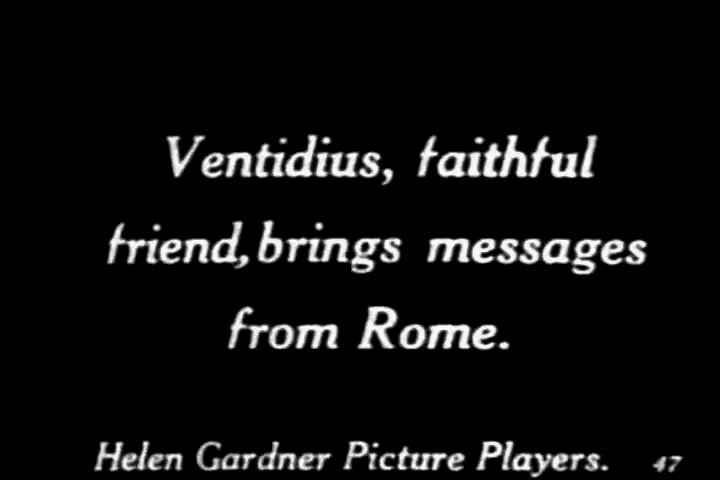 Ventidius, faithful
friend, brings messages
from Rome.
Helen Gardner Picture Players. 47